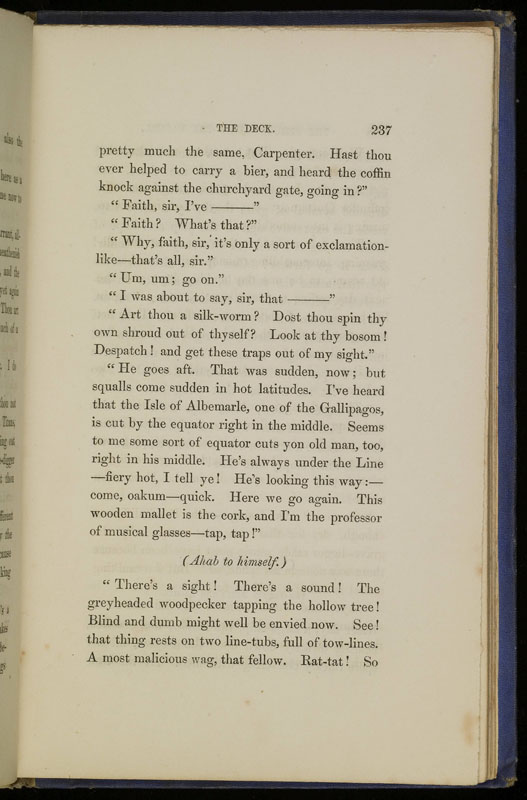 THE DECK. 237
pretty much the same, Carpenter. Hast thou
ever helped to carry a bier, and heard the coffin
knock against the churchyard gate, going in?"
"Faith, sir, I've ———"
"Faith? What's that?"
"Why, faith, sir, it's only a sort of exclamation-
like—that's all, sir."
"Um, um; go on."
"I was about to say, sir, that ———"
"Art thou a silk-worm? Dost thou spin thy
own shroud out of thyself? Look at thy bosom!
Despatch! and get these traps out of my sight."
"He goes aft. That was sudden, now; but
squalls come sudden in hot latitudes. I've heard
that the Isle of Albemarle, one of the Gallipagos,
is cut by the equator right in the middle. Seems
to me some sort of equator cuts yon old man, too,
right in his middle. He's always under the Line
—fiery hot, I tell ye! He's looking this way:—
come, oakum—quick. Here we go again. This
wooden mallet is the cork, and I'm the professor
of musical glasses—tap, tap!"
(Ahab to himself.)
"There's a sight! There's a sound! The
greyheaded woodpecker tapping the hollow tree!
Blind and dumb might well be envied now. See!
that thing rests on two line-tubs, full of tow-lines.
A most malicious wag, that fellow. Rat-tat! So